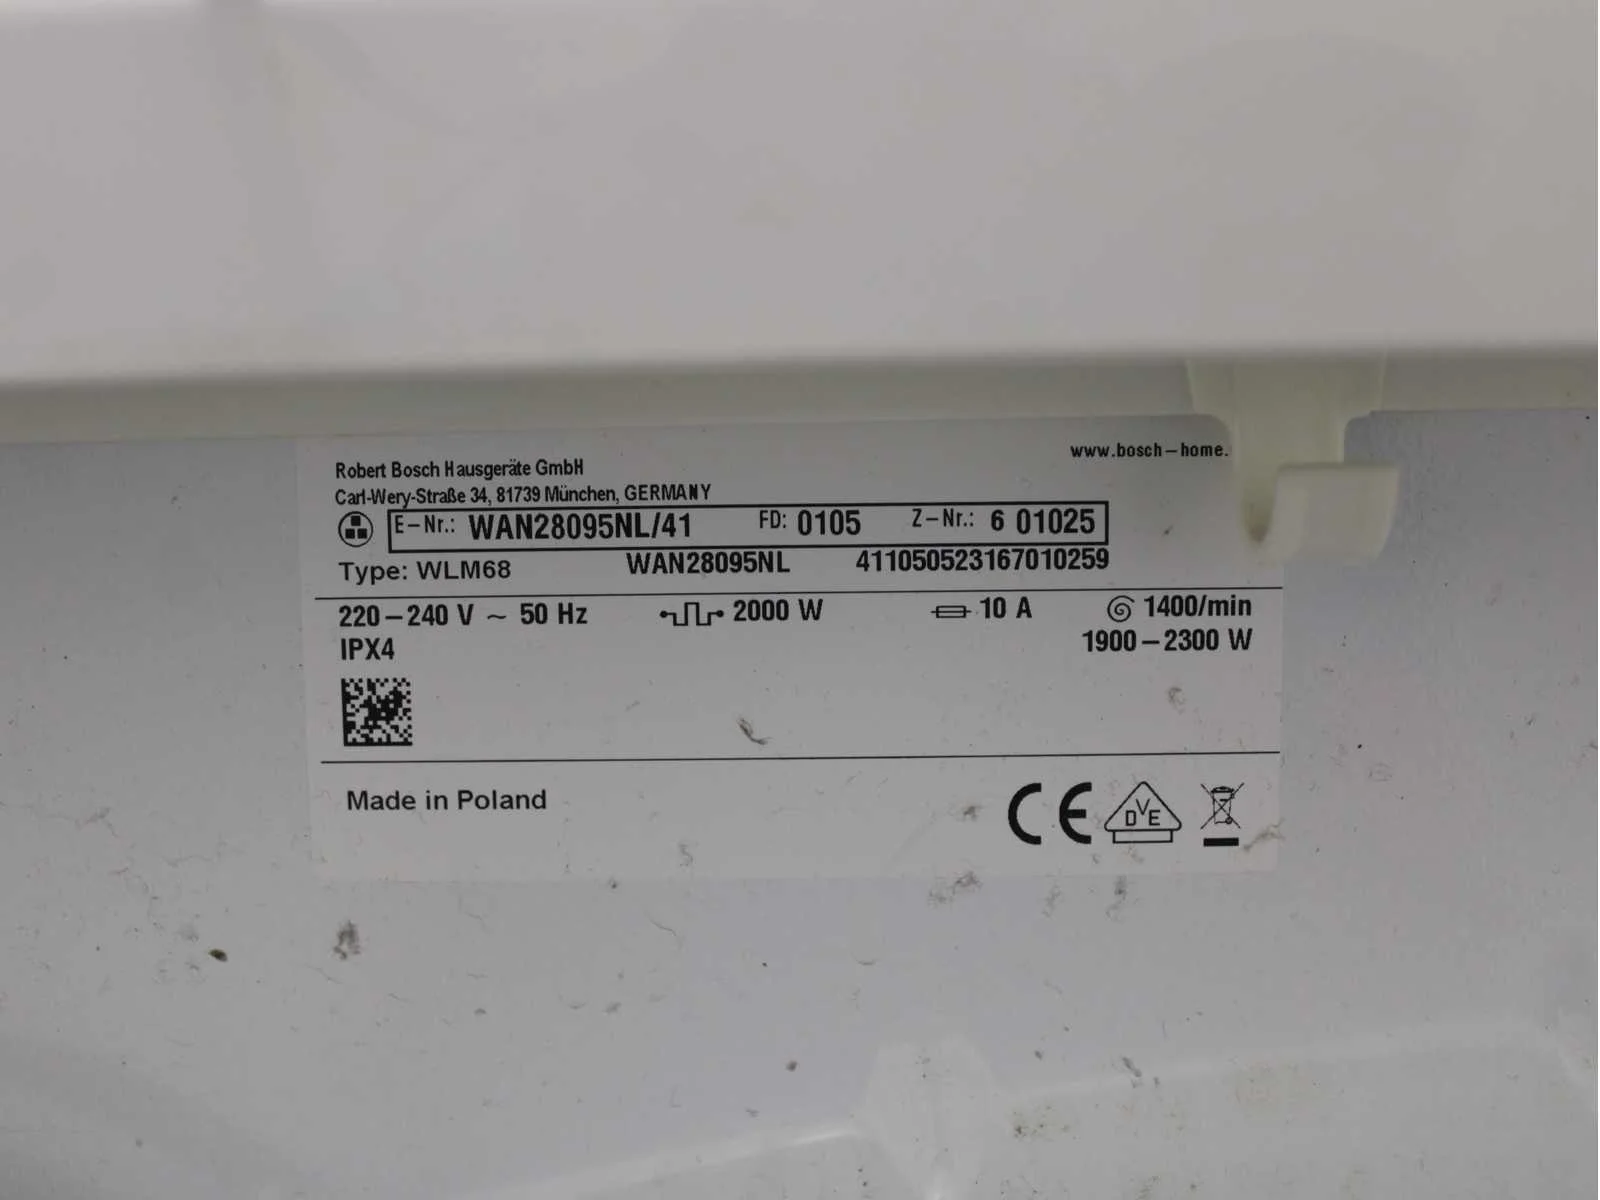 www.bosch-home.
Robert Bosch Hausgeräte GmbH
Carl-Wery-Straße 34, 81739 München, GERMANY
E-Nr.: WAN28095NL/41 FD: 0105 Z-Nr.: 6 01025
Type: WLM68 WAN28095NL 411050523167010259
220-240 V ~ 50 Hz 2000 W 10 A 1400/min
IPX4 1900-2300 W
Made in Poland
CE DVE